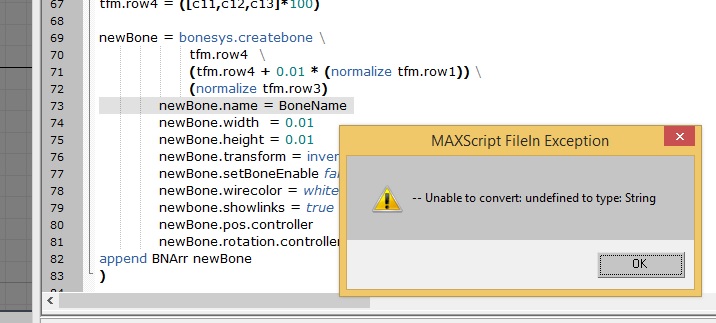 67 tfm.row4 = ([c11,c12,c13]*100)
68
69 newBone = bonesys.createbone \
70 tfm.row4 \
71 (tfm.row4 + 0.01 * (normalize tfm.row1)) \
72 (normalize tfm.row3)
73 newBone.name = BoneName
74 newBone.width = 0.01
75 newBone.height = 0.01
76 newBone.transform = inver
77 newBone.setBoneEnable fa
78 newBone.wirecolor = white
79 newbone.showlinks = true
80 newBone.pos.controller
81 newBone.rotation.controller
82 append BNArr newBone
83 )
MAXScript FileIn Exception
-- Unable to convert: undefined to type: String
OK